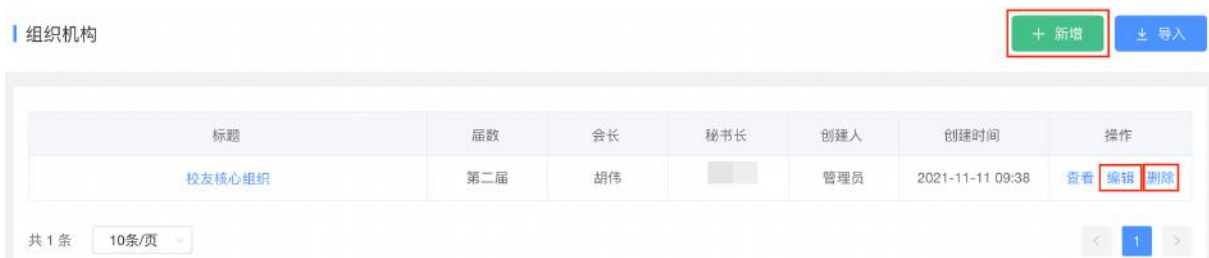 组织机构
+ 新增
导入
标题 届数 会长 秘书长 创建人 创建时间 操作
校友核心组织 第二届 胡伟 管理员 2021-11-11 09:38 查看 编辑 删除
共 1 条 10条/页 < 1 >